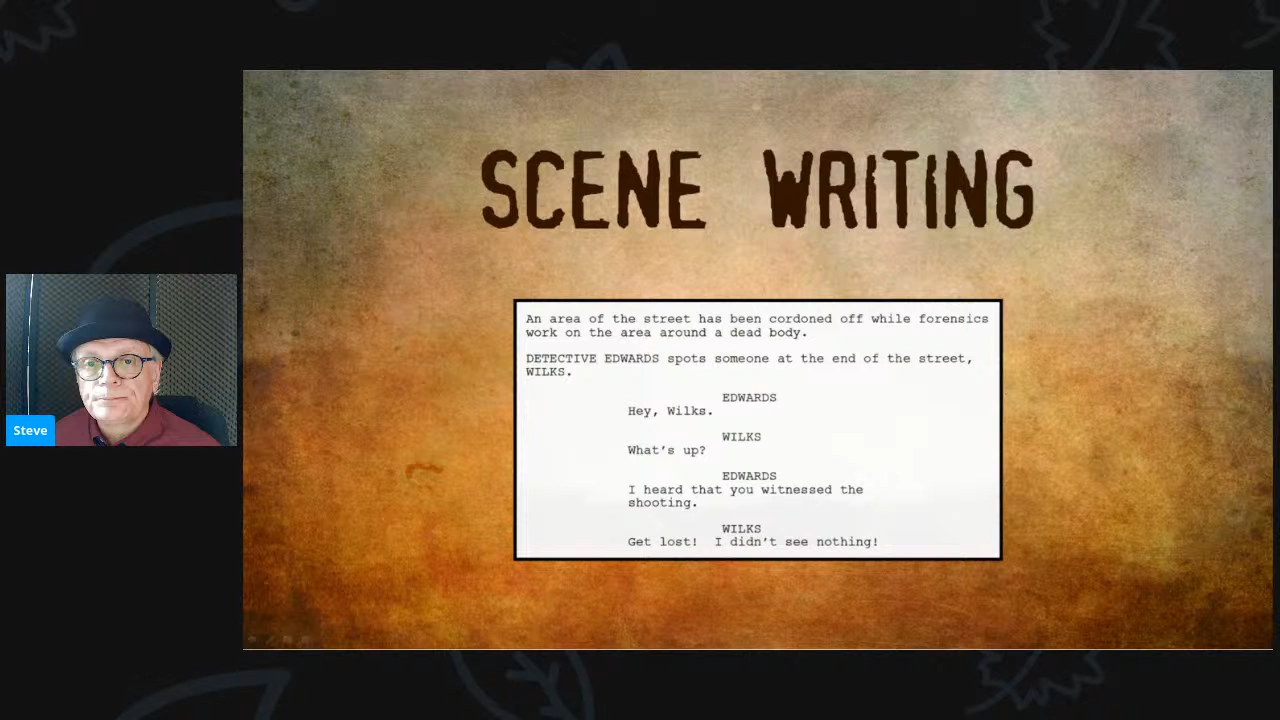 SCENE WRITING
An area of the street has been cordoned off while forensics
work on the area around a dead body.
DETECTIVE EDWARDS spots someone at the end of the street,
WILKS.
EDWARDS
Hey, Wilks.
WILKS
What's up?
EDWARDS
I heard that you witnessed the
shooting.
WILKS
Get lost!  I didn't see nothing!
Steve